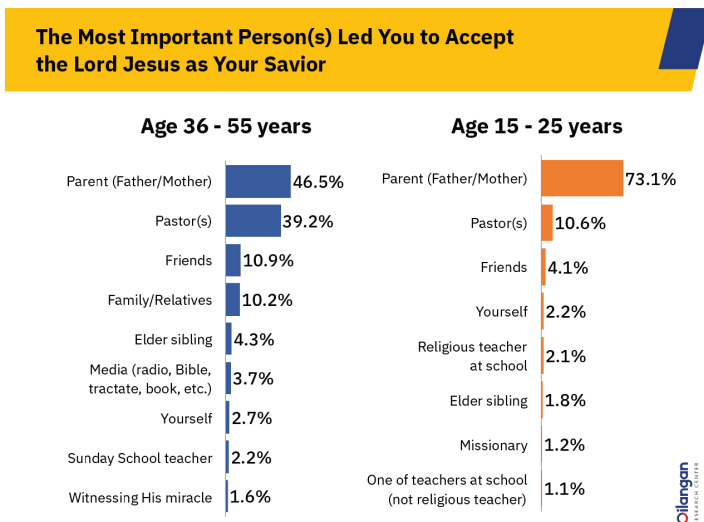 The Most Important Person(s) Led You to Accept
the Lord Jesus as Your Savior
Age 36 - 55 years
Parent (Father/Mother) 46.5%
Pastor(s) 39.2%
Friends 10.9%
Family/Relatives 10.2%
Elder sibling 4.3%
Media (radio, Bible,
tractate, book, etc.) 3.7%
Yourself 2.7%
Sunday School teacher 2.2%
Witnessing His miracle 1.6%
Age 15 - 25 years
Parent (Father/Mother) 73.1%
Pastor(s) 10.6%
Friends 4.1%
Yourself 2.2%
Religious teacher
at school 2.1%
Elder sibling 1.8%
Missionary 1.2%
One of teachers at school
(not religious teacher) 1.1%